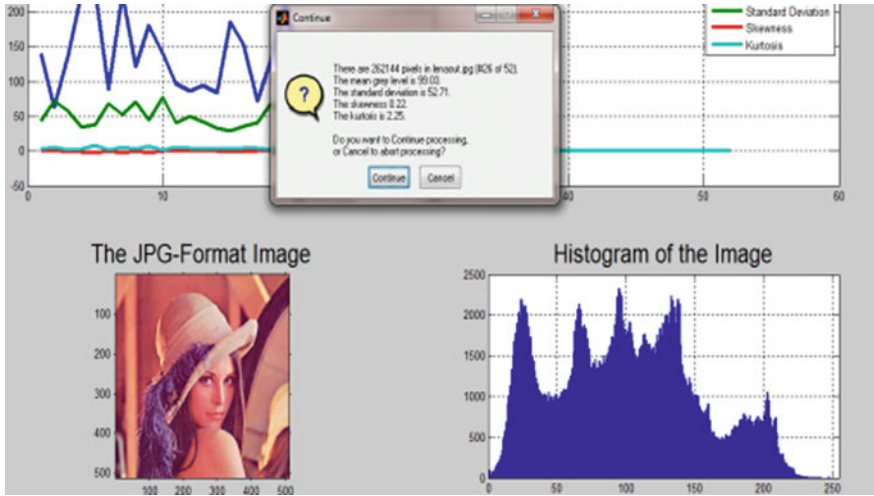 200
150
100
50
0
-50
0
10
40
50
60
Standard Deviation
Skewness
Kurtosis
Continue
There are 262144 pixels in lenaout.jpg (#26 of 52).
The mean grey level is 99.03.
The standard deviation is 52.71.
The skewness 0.22.
The kurtosis is 2.25.
Do you want to Continue processing,
or Cancel to abort processing?
Continue
Cancel
The JPG-Format Image
100
200
300
400
500
100 200 300 400 500
Histogram of the Image
2500
2000
1500
1000
500
0
0 50 100 150 200 250